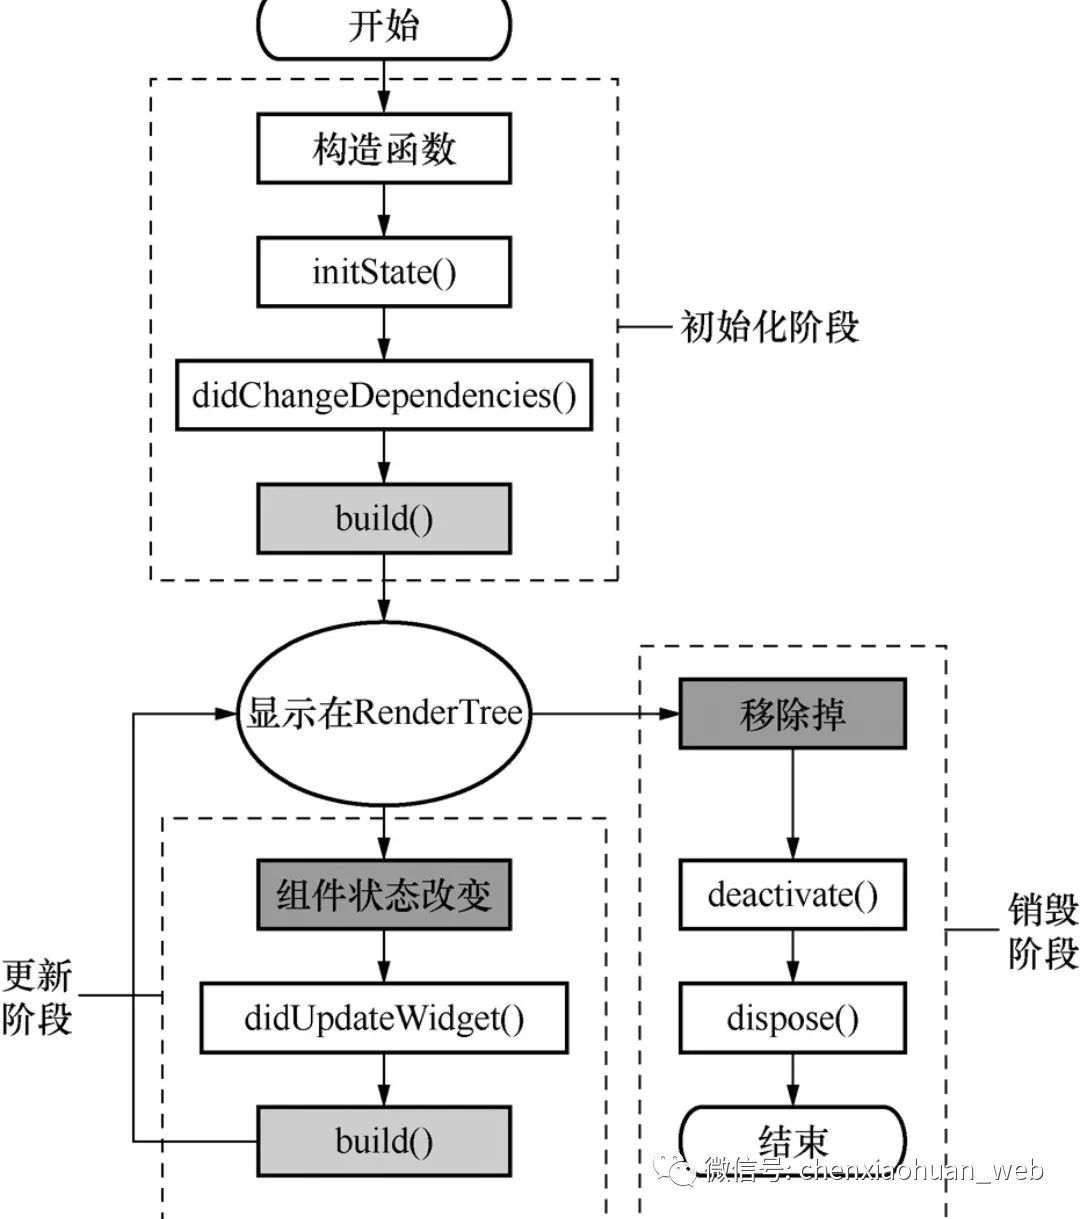 开始
构造函数
initState()
初始化阶段
didChangeDependencies()
build()
显示在RenderTree
移除掉
组件状态改变
deactivate()
销毁
阶段
更新
阶段
didUpdateWidget()
dispose()
build()
结束
微信号: chenxiaohuan_web